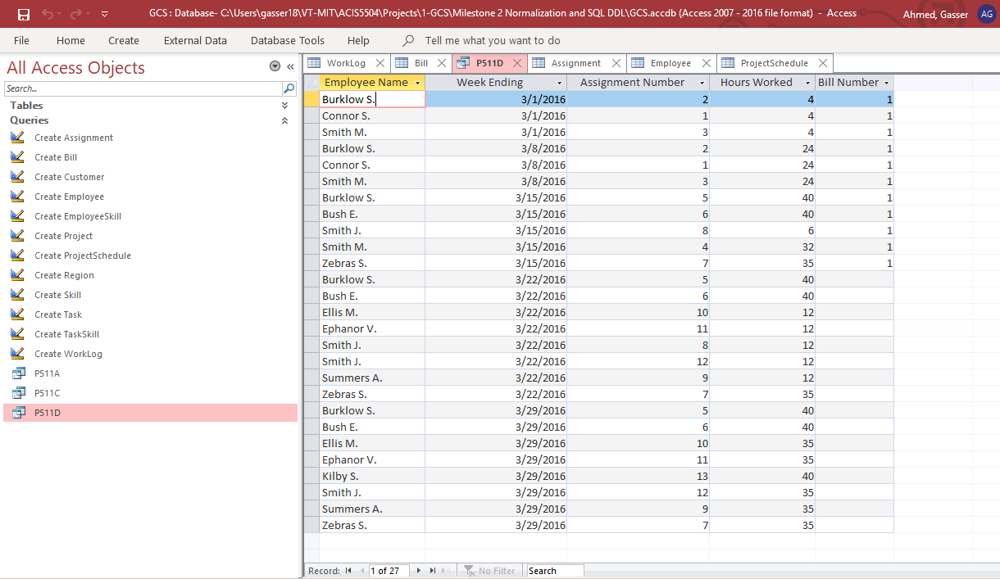 GCS : Database- C:\Users\gasser18\VT-MIT\ACIS5504\Projects\1-GCS\Milestone 2 Normalization and SQL DDL\GCS.accdb (Access 2007 - 2016 file format) - Access Ahmed, Gasser AG
File Home Create External Data Database Tools Help Tell me what you want to do
All Access Objects
Search...
Tables
Queries
Create Assignment
Create Bill
Create Customer
Create Employee
Create EmployeeSkill
Create Project
Create ProjectSchedule
Create Region
Create Skill
Create Task
Create TaskSkill
Create WorkLog
P511A
P511C
P511D
WorkLog Bill P511D Assignment Employee ProjectSchedule
Employee Name Week Ending Assignment Number Hours Worked Bill Number
Burklow S. 3/1/2016 2 4 1
Connor S. 3/1/2016 1 4 1
Smith M. 3/1/2016 3 4 1
Burklow S. 3/8/2016 2 24 1
Connor S. 3/8/2016 1 24 1
Smith M. 3/8/2016 3 24 1
Burklow S. 3/15/2016 5 40 1
Bush E. 3/15/2016 6 40 1
Smith J. 3/15/2016 8 6 1
Smith M. 3/15/2016 4 32 1
Zebras S. 3/15/2016 7 35 1
Burklow S. 3/22/2016 5 40
Bush E. 3/22/2016 6 40
Ellis M. 3/22/2016 10 12
Ephanor V. 3/22/2016 11 12
Smith J. 3/22/2016 8 12
Smith J. 3/22/2016 12 12
Summers A. 3/22/2016 9 12
Zebras S. 3/22/2016 7 35
Burklow S. 3/29/2016 5 40
Bush E. 3/29/2016 6 40
Ellis M. 3/29/2016 10 35
Ephanor V. 3/29/2016 11 35
Kilby S. 3/29/2016 13 40
Smith J. 3/29/2016 12 35
Summers A. 3/29/2016 9 35
Zebras S. 3/29/2016 7 35
Record: 1 of 27 No Filter Search